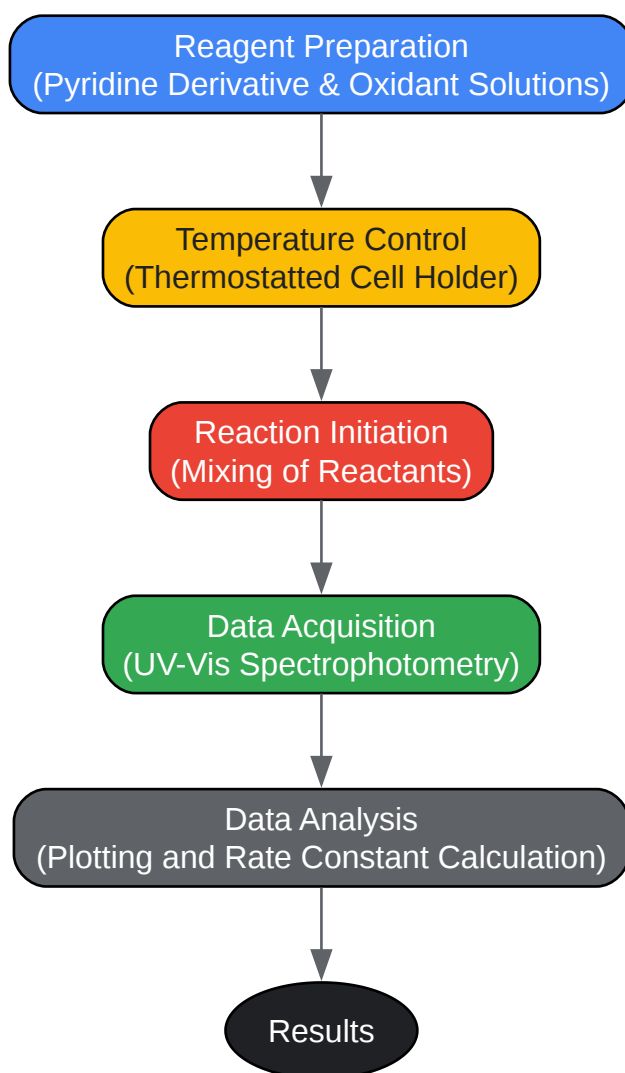 Reagent Preparation
(Pyridine Derivative & Oxidant Solutions)
Temperature Control
(Thermostatted Cell Holder)
Reaction Initiation
(Mixing of Reactants)
Data Acquisition
(UV-Vis Spectrophotometry)
Data Analysis
(Plotting and Rate Constant Calculation)
Results